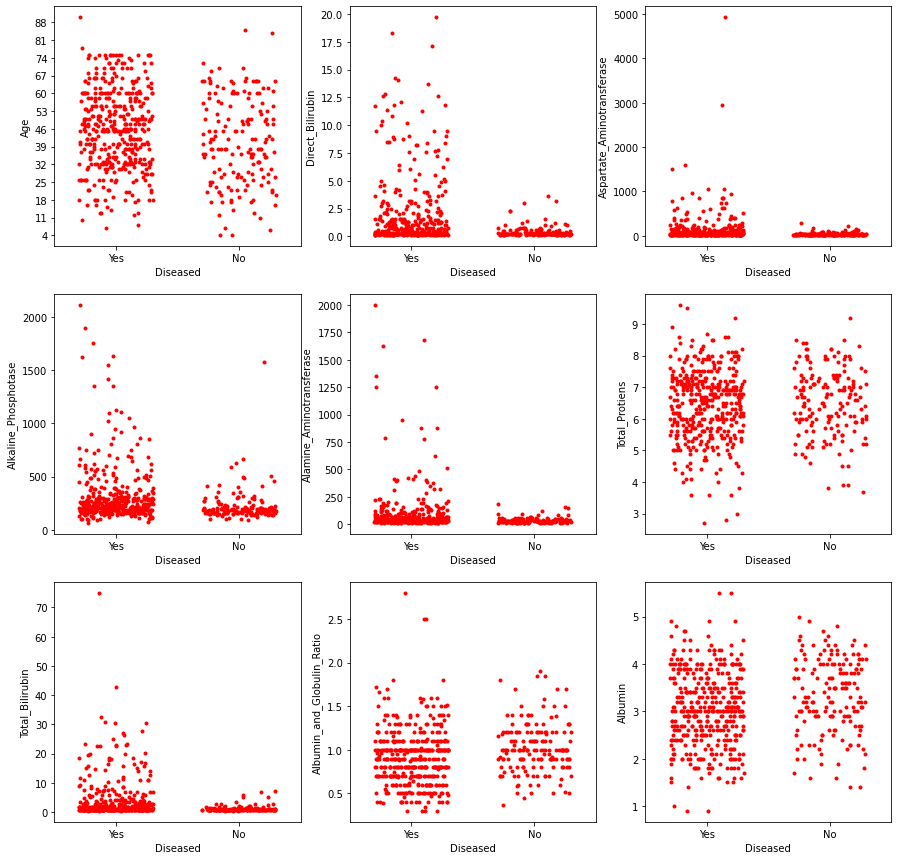 88
81
74
67
60
53
46
39
32
25
18
11
4
Age
Yes No
Diseased
20.0
17.5
15.0
12.5
10.0
7.5
5.0
2.5
0.0
Direct_Bilirubin
Yes No
Diseased
5000
4000
3000
2000
1000
0
Aspartate_Aminotransferase
Yes No
Diseased
2000
1500
1000
500
0
Alkaline_Phosphotase
Yes No
Diseased
2000
1750
1500
1250
1000
750
500
250
0
Alamine_Aminotransferase
Yes No
Diseased
9
8
7
6
5
4
3
Total_Protiens
Yes No
Diseased
70
60
50
40
30
20
10
0
Total_Bilirubin
Yes No
Diseased
2.5
2.0
1.5
1.0
0.5
Albumin_and_Globulin_Ratio
Yes No
Diseased
5
4
3
2
1
Albumin
Yes No
Diseased